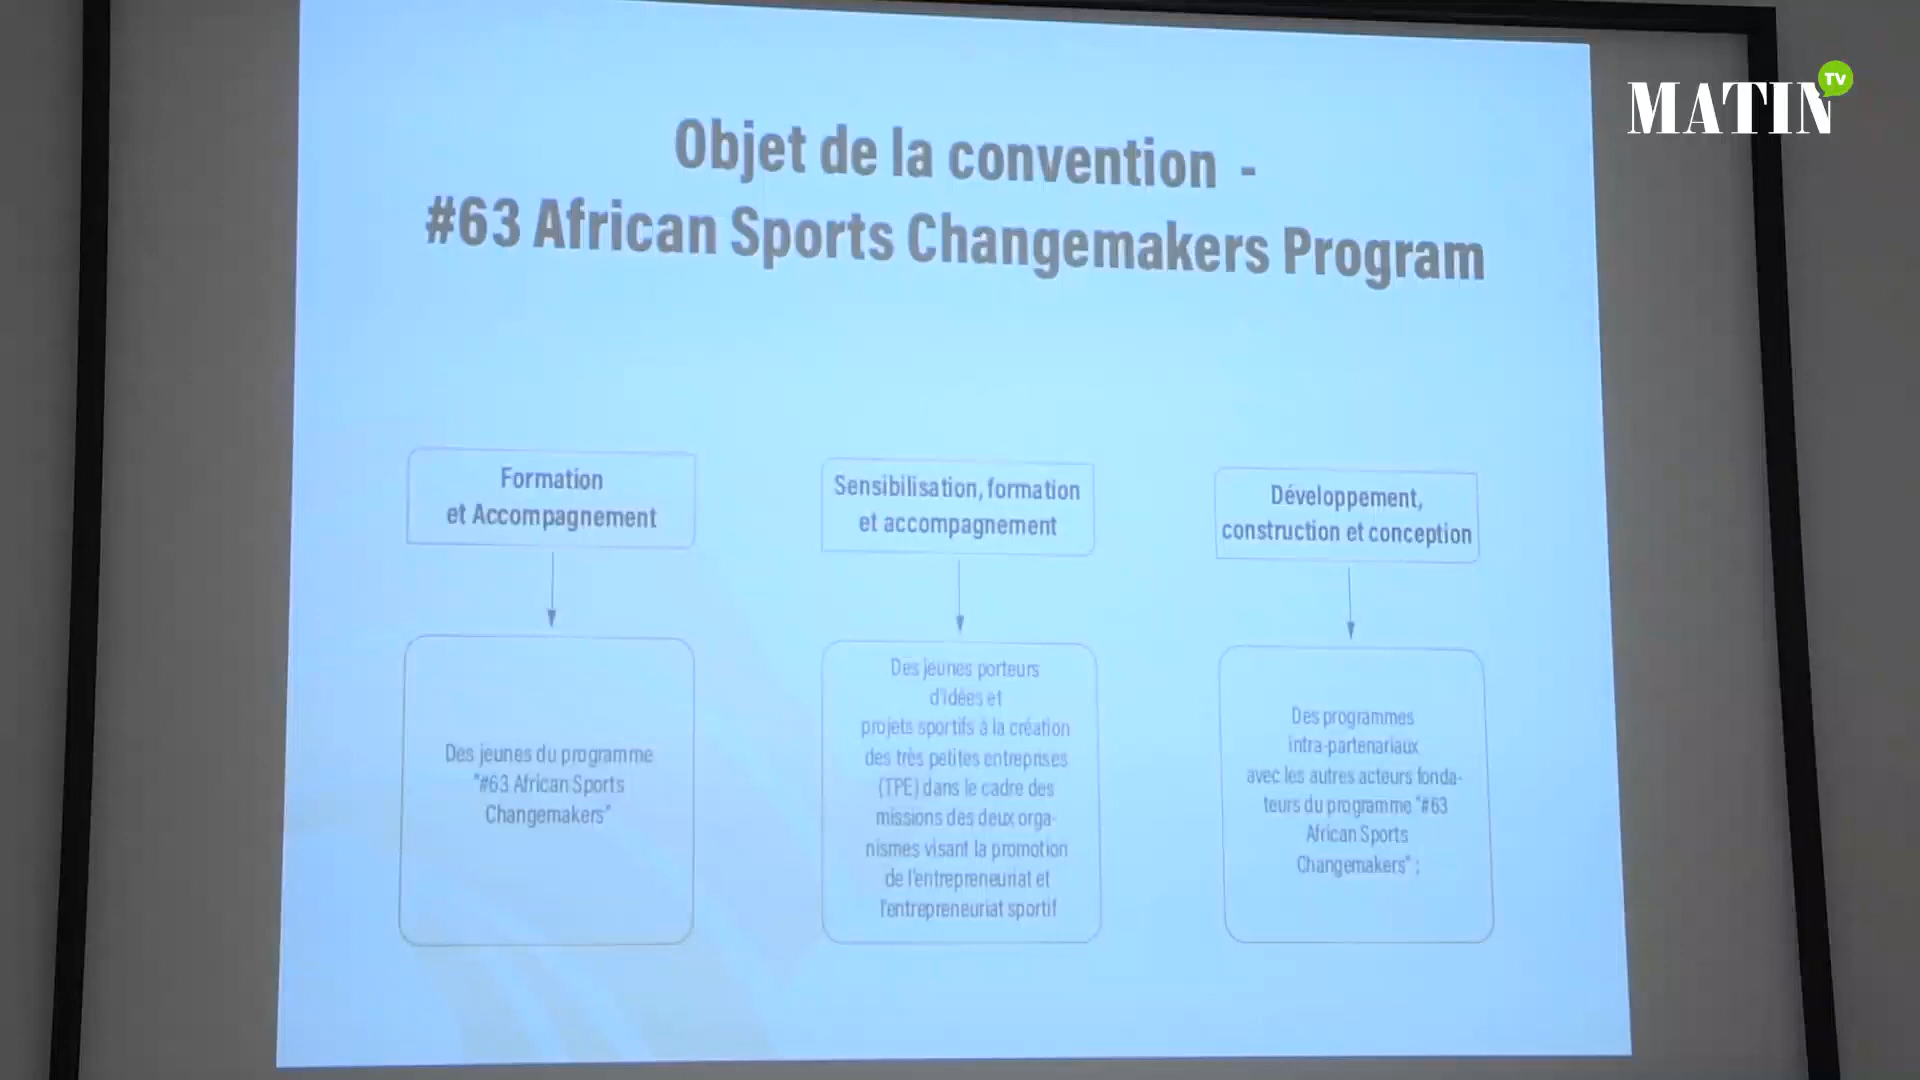 MATIN TV
Objet de la convention -
#63 African Sports Changemakers Program
Formation
et Accompagnement
Des jeunes du programme
"#63 African Sports
Changemakers"
Sensibilisation, formation
et accompagnement
Des jeunes porteurs
d'idées et
projets sportifs à la création
des très petites entreprises
(TPE) dans le cadre des
missions des deux orga-
nismes visant la promotion
de l'entrepreneuriat et
l'entrepreneuriat sportif
Développement,
construction et conception
Des programmes
intra-partenariaux
avec les autres acteurs fonda-
teurs du programme "#63
African Sports
Changemakers" ;